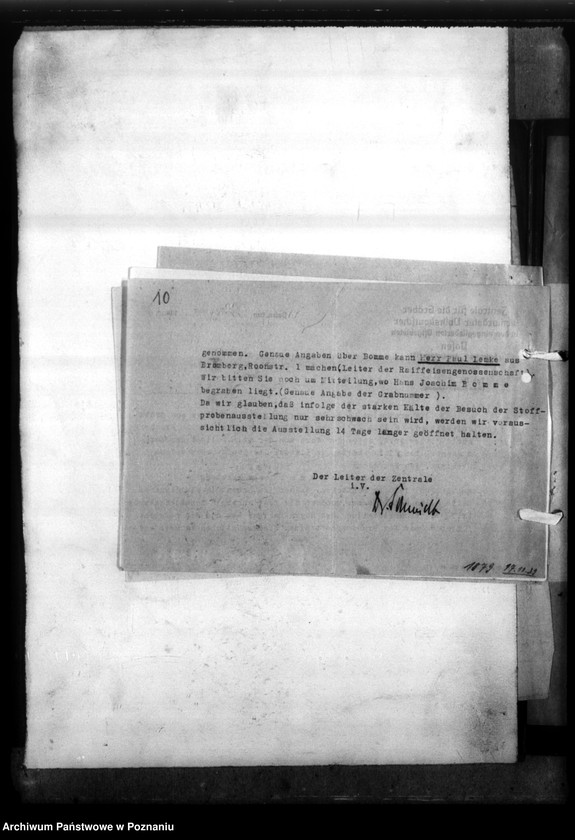 10
genommen. Genaue Angaben über Bomme kann Herr Paul Lenke aus
Bromberg,Roonstr. 1 machen(Leiter der Raiffeisengenossenschaft).
Wir bitten Sie noch um Mitteilung,wo Hans Joachim B o m m e
begraben liegt.(Genaue Angabe der Grabnummer ).
Da wir glauben,daß infolge der starken Kälte der Besuch der Stoff-
probenausstellung nur sehrschwach sein wird, werden wir voraus-
sichtlich die Ausstellung 14 Tage länger geöffnet halten.
Der Leiter der Zentrale
i.V.
Dr Schmidt
1079
Archiwum Państwowe w Poznaniu